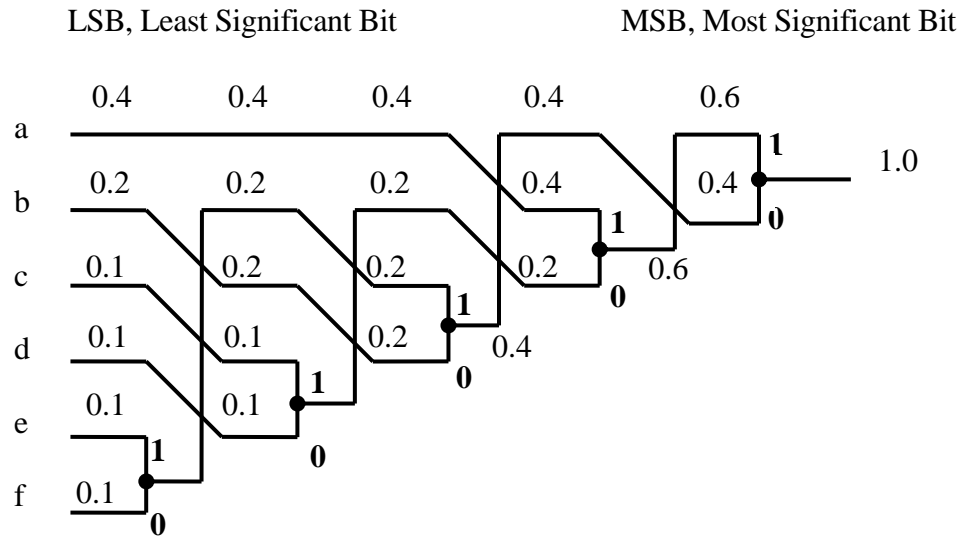 LSB, Least Significant Bit MSB, Most Significant Bit
0.4 0.4 0.4 0.4 0.6
a 1 1.0
b 0.2 0.2 0.2 0.4 0.4
1 0
c 0.1 0.2 0.2 0.2 0.6
1 0
d 0.1 0.1 0.2 0.4
1 0
e 0.1 0.1
1 0
f 0.1
0